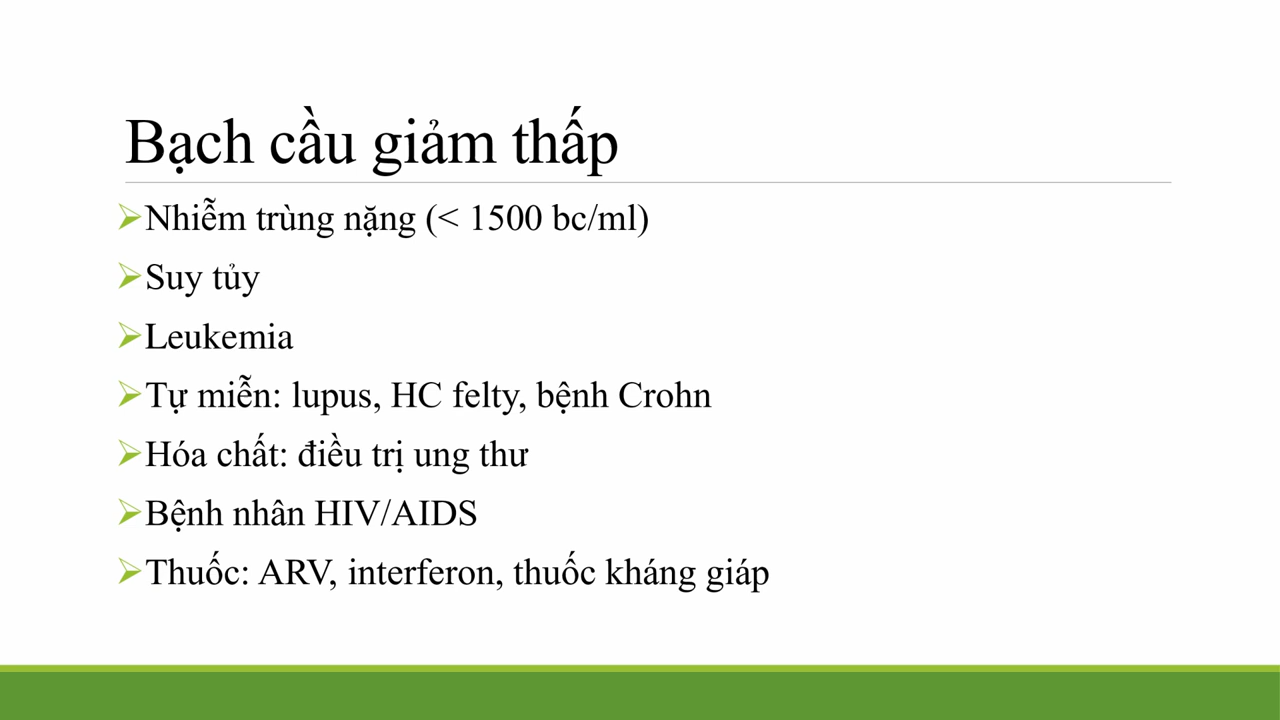 Bạch cầu giảm thấp
Nhiễm trùng nặng (< 1500 bc/ml)
Suy tủy
Leukemia
Tự miễn: lupus, HC felty, bệnh Crohn
Hóa chất: điều trị ung thư
Bệnh nhân HIV/AIDS
Thuốc: ARV, interferon, thuốc kháng giáp